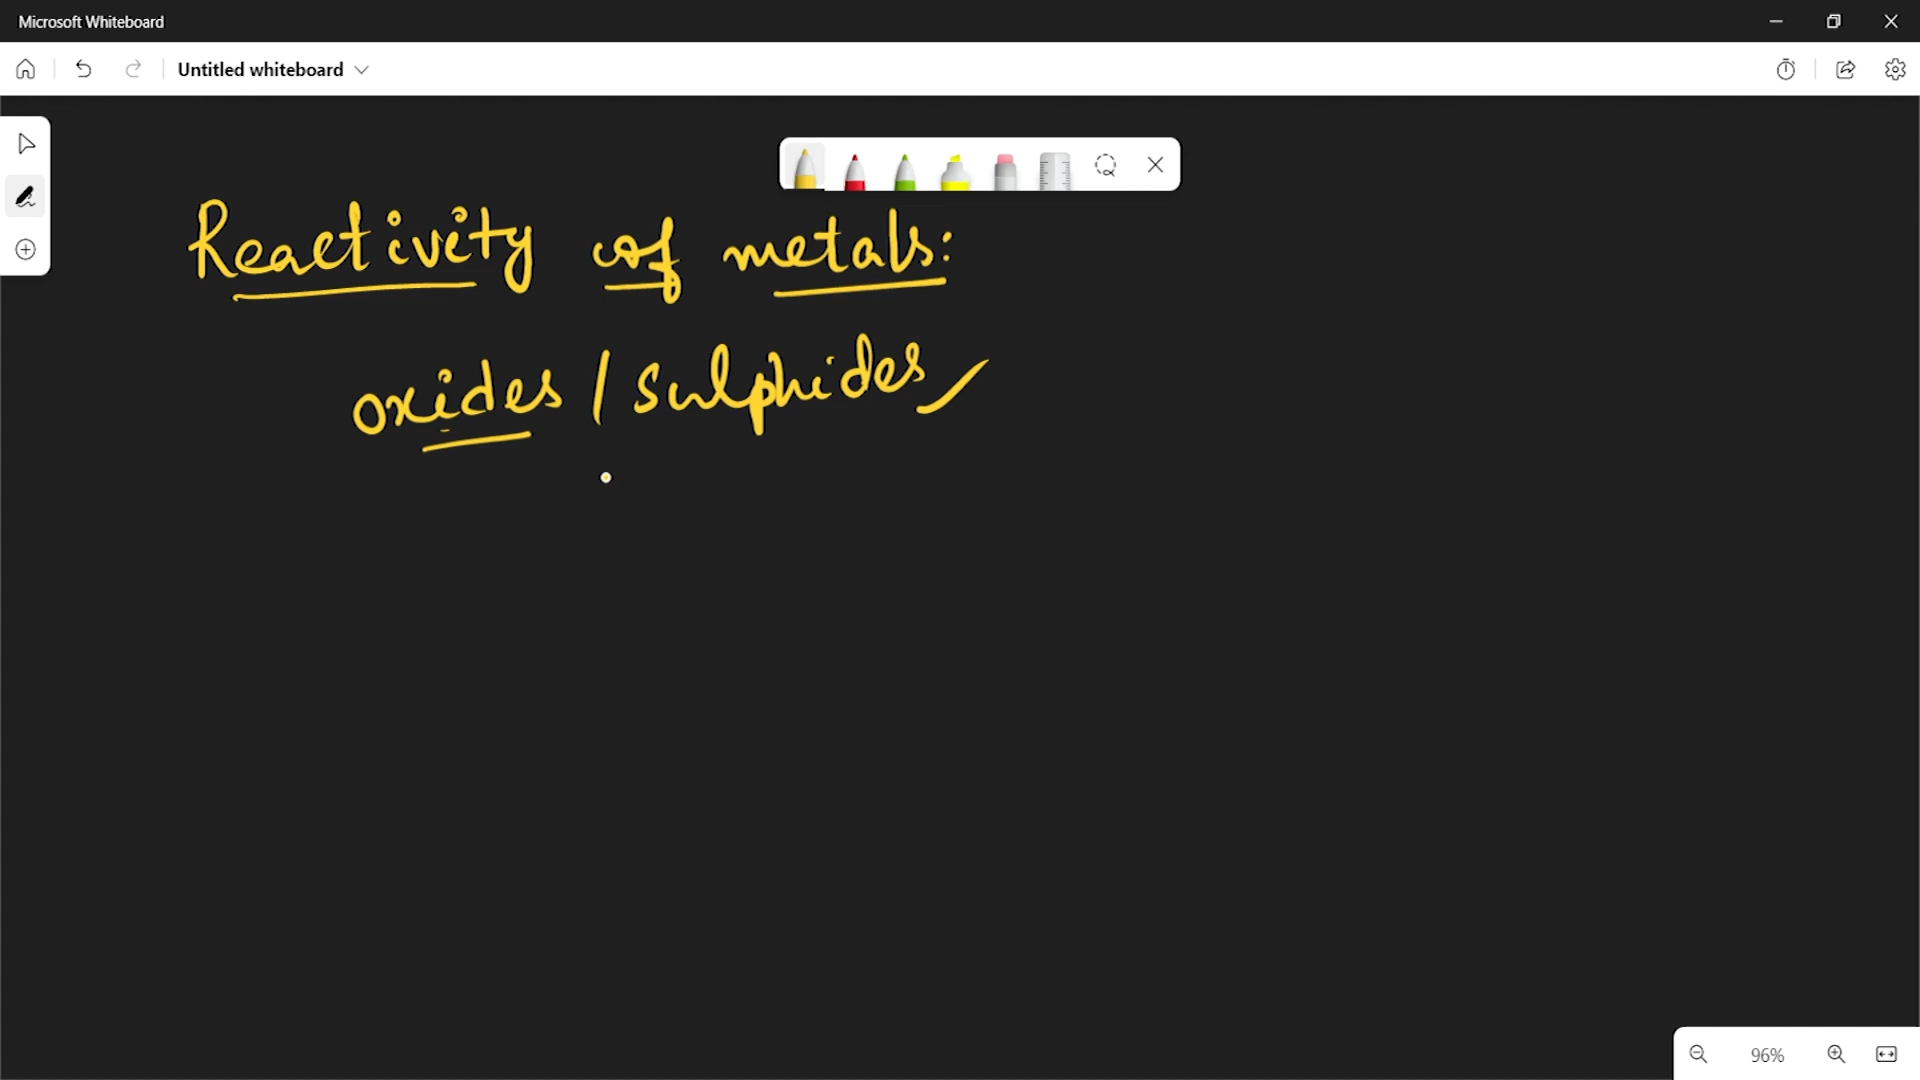 Microsoft Whiteboard
Untitled whiteboard
Reactivity of metals:
oxides / sulphides
96%